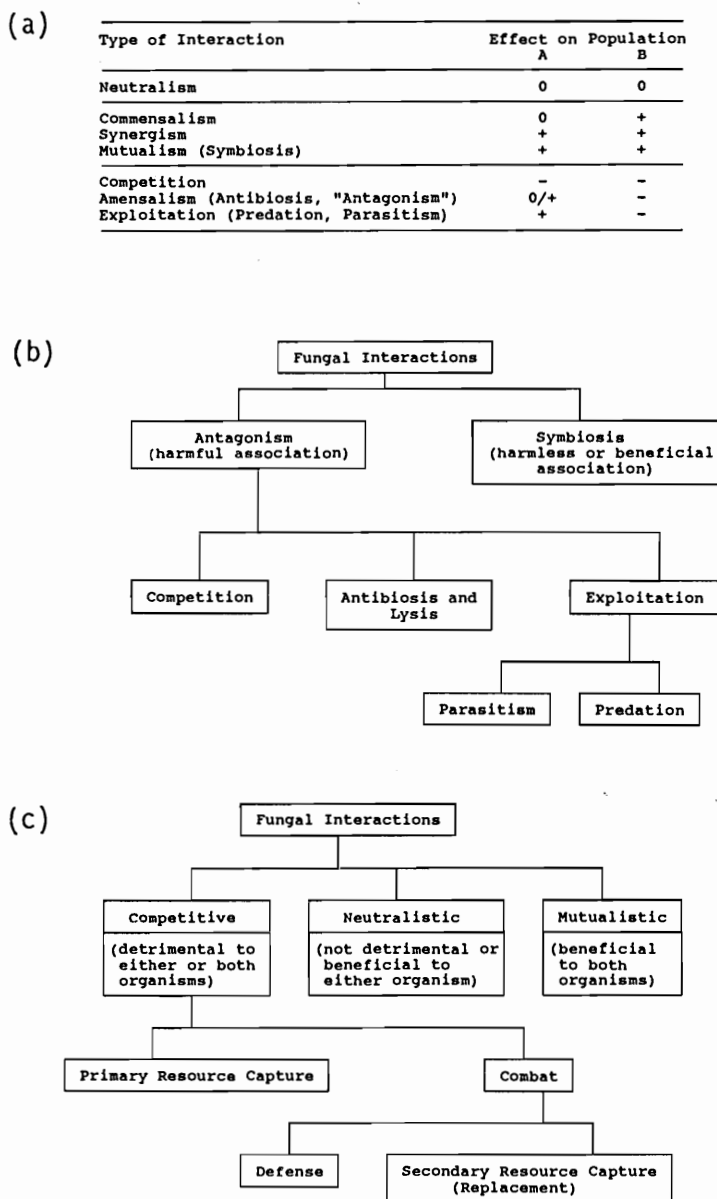 (a)
Type of Interaction Effect on Population
A B
Neutralism 0 0
Commensalism 0 +
Synergism + +
Mutualism (Symbiosis) + +
Competition - -
Amensalism (Antibiosis, "Antagonism") 0/+ -
Exploitation (Predation, Parasitism) + -
(b)
Fungal Interactions
Antagonism
(harmful association)
Symbiosis
(harmless or beneficial
association)
Competition
Antibiosis and
Lysis
Exploitation
Parasitism
Predation
(c)
Fungal Interactions
Competitive
(detrimental to
either or both
organisms)
Neutralistic
(not detrimental or
beneficial to
either organism)
Mutualistic
(beneficial
to both
organisms)
Primary Resource Capture
Combat
Defense
Secondary Resource Capture
(Replacement)